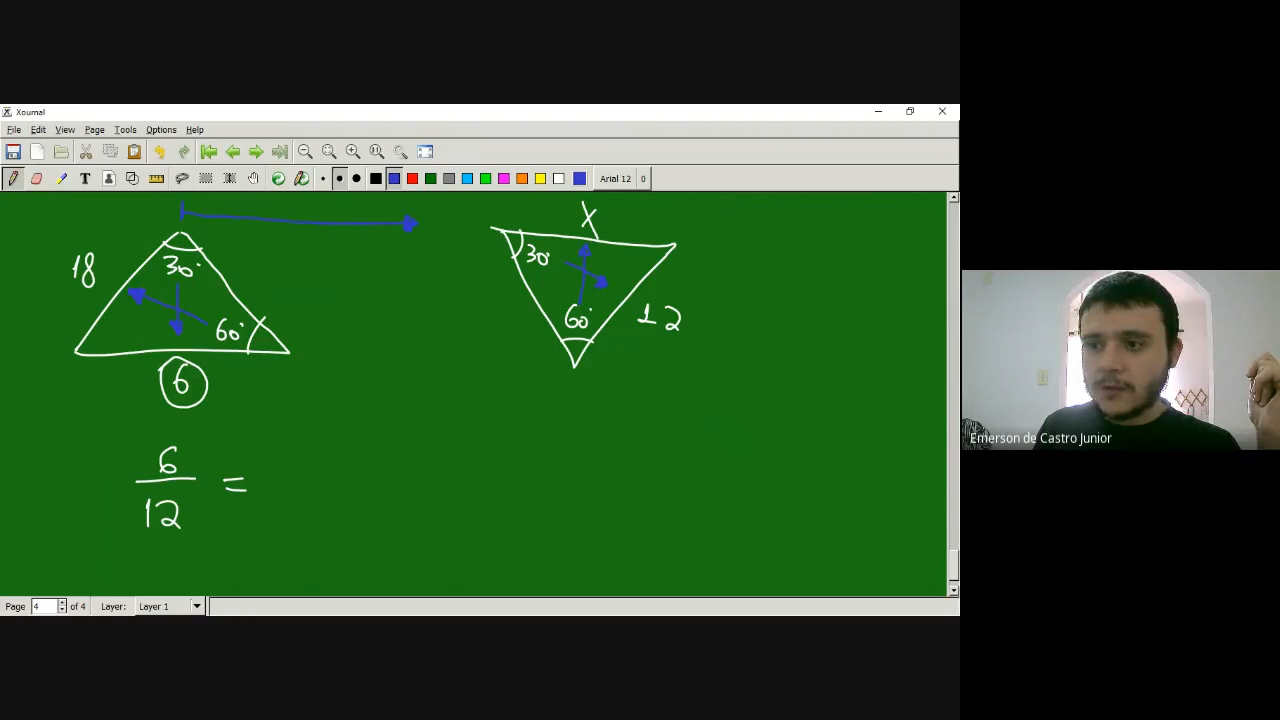 Xournal
File Edit View Page Tools Options Help
T Arial 12 0
18 30° 60° 6
X 30° 60° 12
6
=
12
Page 4 of 4 Layer: Layer 1
Emerson de Castro Junior